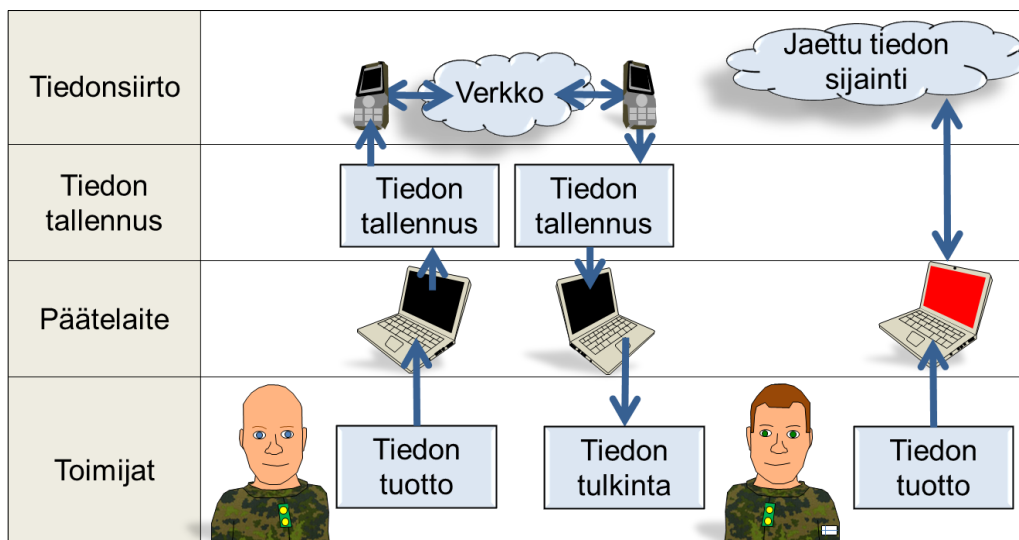 Tiedonsiirto
Verkko
Jaettu tiedon
sijainti
Tiedon
tallennus
Tiedon
tallennus
Tiedon
tallennus
Päätelaite
Toimijat
Tiedon
tuotto
Tiedon
tulkinta
Tiedon
tuotto